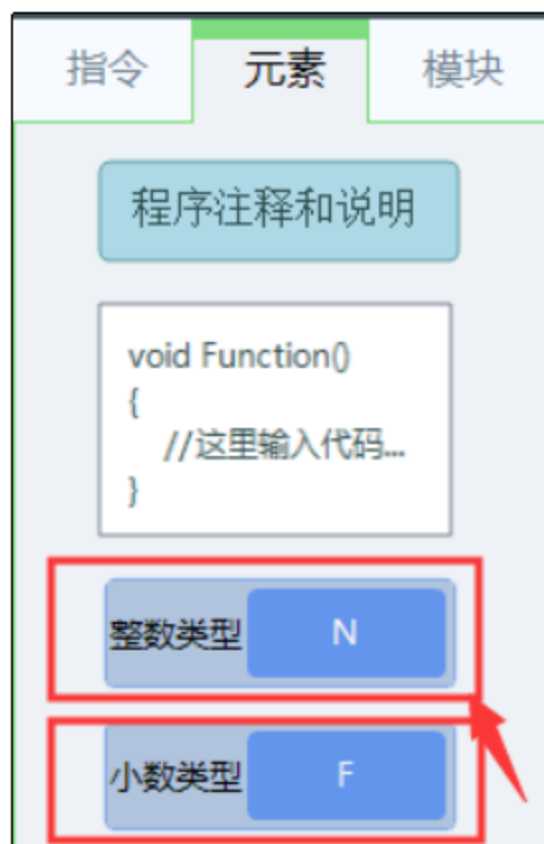 指令 元素 模块
程序注释和说明
void Function()
{
//这里输入代码...
}
整数类型 N
小数类型 F